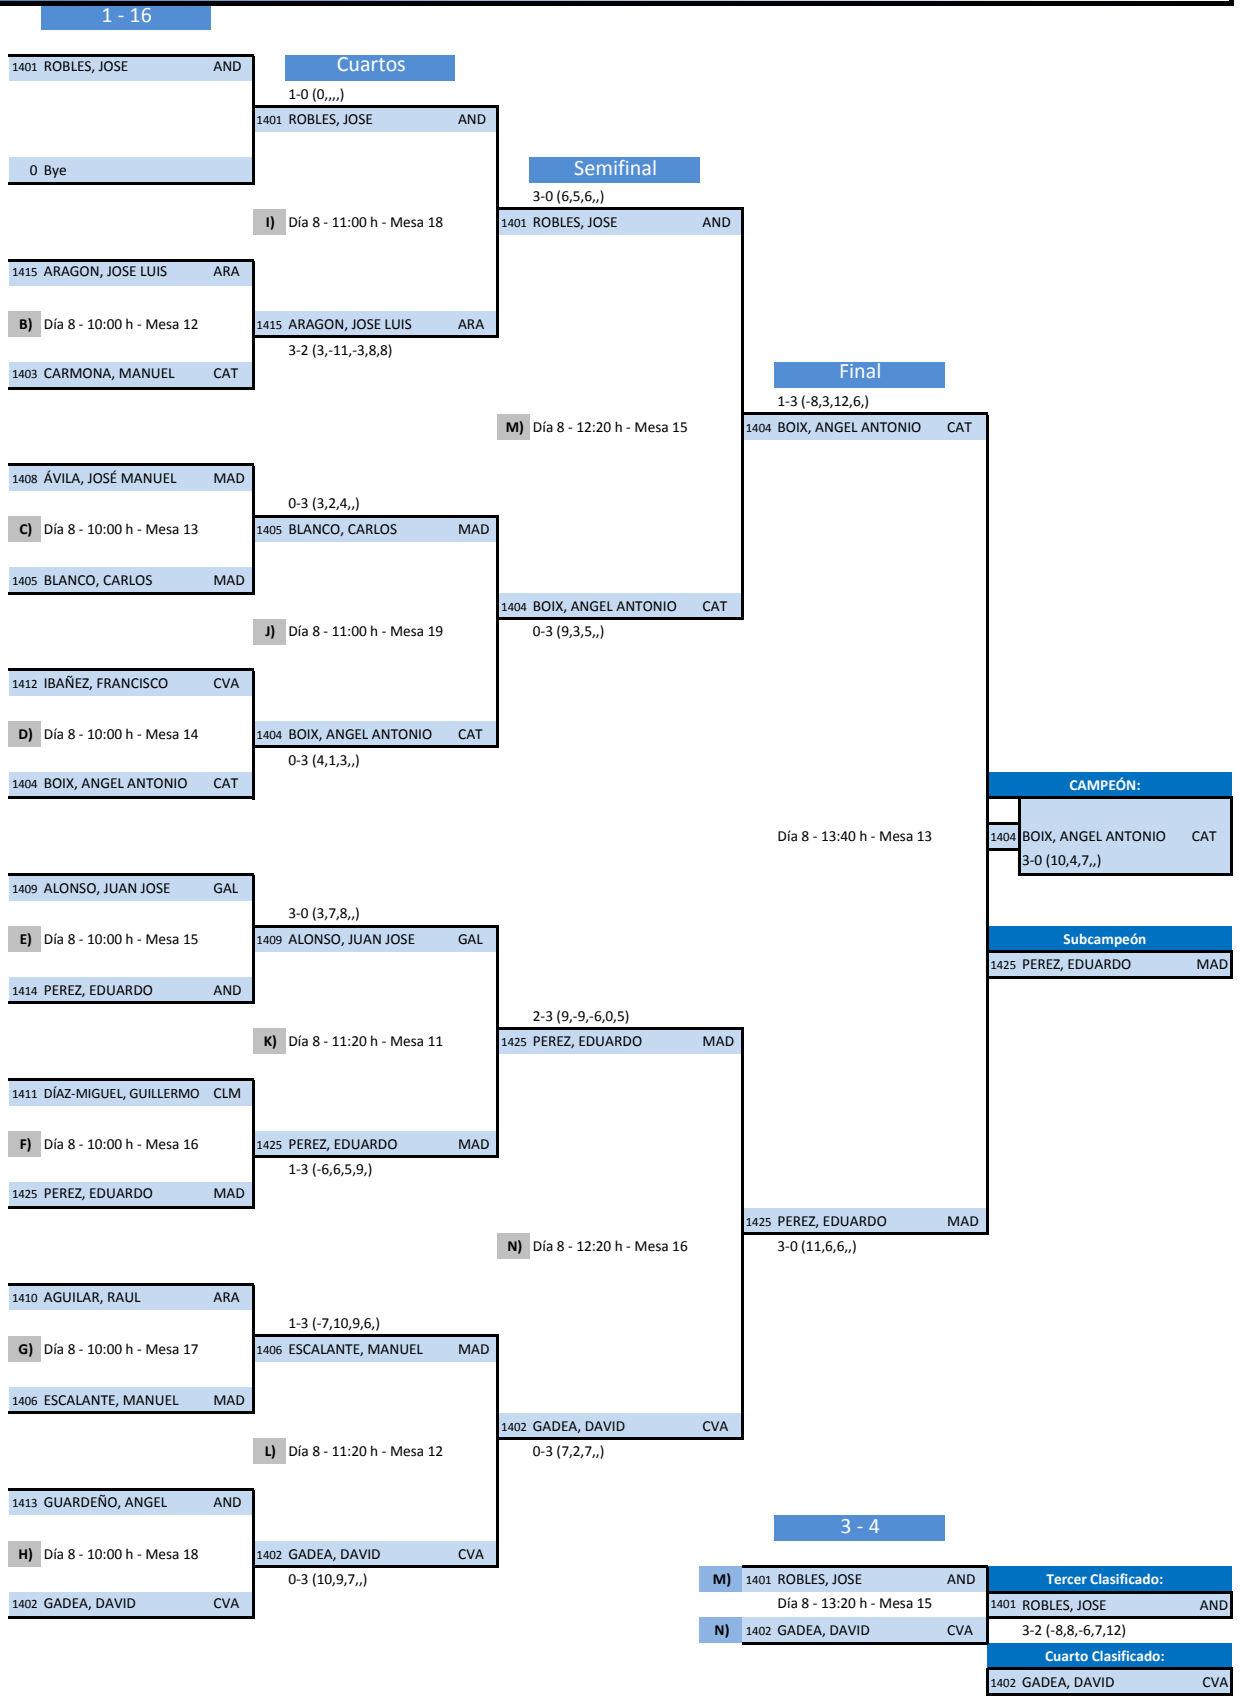 1 - 16
1401 ROBLES, JOSE AND
Cuartos
1-0 (0,,,,)
1401 ROBLES, JOSE AND
0 Bye
Semifinal
3-0 (6,5,6,,)
I) Día 8 - 11:00 h - Mesa 18
1401 ROBLES, JOSE AND
1415 ARAGON, JOSE LUIS ARA
B) Día 8 - 10:00 h - Mesa 12
1415 ARAGON, JOSE LUIS ARA
3-2 (3,-11,-3,8,8)
1403 CARMONA, MANUEL CAT
Final
1-3 (-8,3,12,6,)
M) Día 8 - 12:20 h - Mesa 15
1404 BOIX, ANGEL ANTONIO CAT
1408 ÁVILA, JOSÉ MANUEL MAD
0-3 (3,2,4,,)
C) Día 8 - 10:00 h - Mesa 13
1405 BLANCO, CARLOS MAD
1405 BLANCO, CARLOS MAD
1404 BOIX, ANGEL ANTONIO CAT
J) Día 8 - 11:00 h - Mesa 19
0-3 (9,3,5,,)
1412 IBAÑEZ, FRANCISCO CVA
D) Día 8 - 10:00 h - Mesa 14
1404 BOIX, ANGEL ANTONIO CAT
0-3 (4,1,3,,)
1404 BOIX, ANGEL ANTONIO CAT
CAMPEÓN:
Día 8 - 13:40 h - Mesa 13
1404 BOIX, ANGEL ANTONIO CAT
3-0 (10,4,7,,)
1409 ALONSO, JUAN JOSE GAL
3-0 (3,7,8,,)
E) Día 8 - 10:00 h - Mesa 15
1409 ALONSO, JUAN JOSE GAL
Subcampeón
1425 PEREZ, EDUARDO MAD
1414 PEREZ, EDUARDO AND
2-3 (9,-9,-6,0,5)
K) Día 8 - 11:20 h - Mesa 11
1425 PEREZ, EDUARDO MAD
1411 DÍAZ-MIGUEL, GUILLERMO CLM
F) Día 8 - 10:00 h - Mesa 16
1425 PEREZ, EDUARDO MAD
1-3 (-6,6,5,9,)
1425 PEREZ, EDUARDO MAD
1425 PEREZ, EDUARDO MAD
N) Día 8 - 12:20 h - Mesa 16
3-0 (11,6,6,,)
1410 AGUILAR, RAUL ARA
1-3 (-7,10,9,6,)
G) Día 8 - 10:00 h - Mesa 17
1406 ESCALANTE, MANUEL MAD
1406 ESCALANTE, MANUEL MAD
1402 GADEA, DAVID CVA
L) Día 8 - 11:20 h - Mesa 12
0-3 (7,2,7,,)
1413 GUARDEÑO, ANGEL AND
3 - 4
H) Día 8 - 10:00 h - Mesa 18
1402 GADEA, DAVID CVA
0-3 (10,9,7,,)
M) 1401 ROBLES, JOSE AND
Tercer Clasificado:
1402 GADEA, DAVID CVA
Día 8 - 13:20 h - Mesa 15
1401 ROBLES, JOSE AND
N) 1402 GADEA, DAVID CVA
3-2 (-8,8,-6,7,12)
Cuarto Clasificado:
1402 GADEA, DAVID CVA